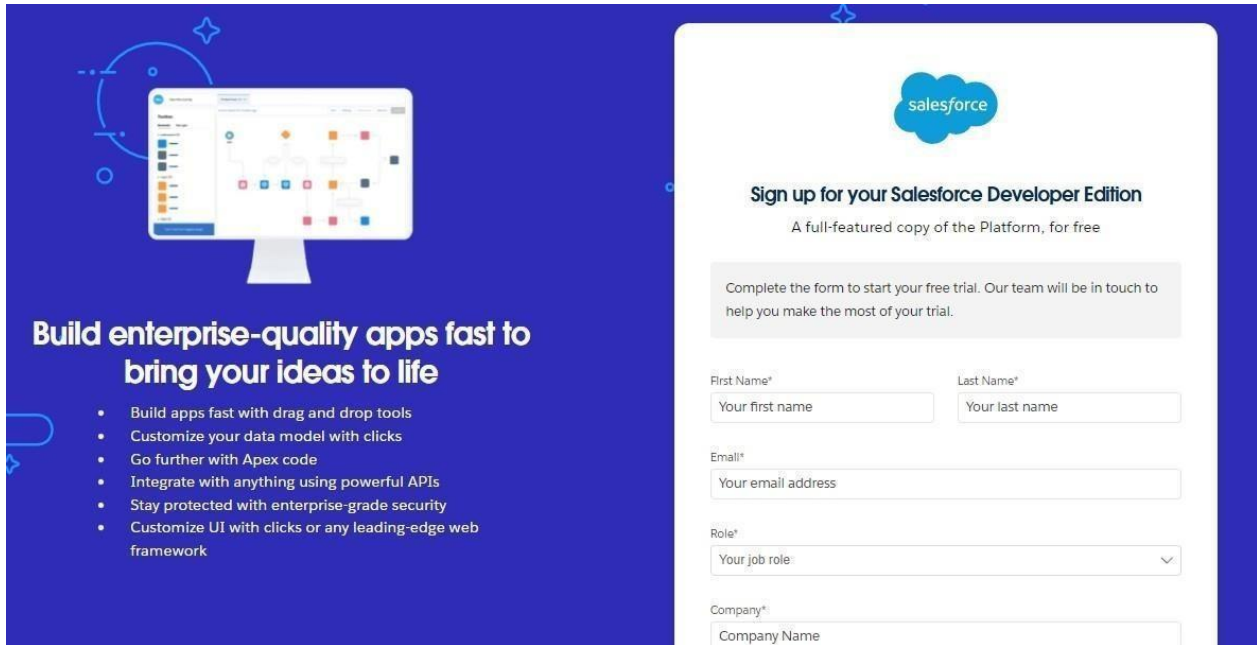 Build enterprise-quality apps fast to
bring your ideas to life
• Build apps fast with drag and drop tools
• Customize your data model with clicks
• Go further with Apex code
• Integrate with anything using powerful APIs
• Stay protected with enterprise-grade security
• Customize UI with clicks or any leading-edge web
framework
salesforce
Sign up for your Salesforce Developer Edition
A full-featured copy of the Platform, for free
Complete the form to start your free trial. Our team will be in touch to
help you make the most of your trial.
First Name* Last Name*
Your first name Your last name
Email*
Your email address
Role*
Your job role
Company*
Company Name